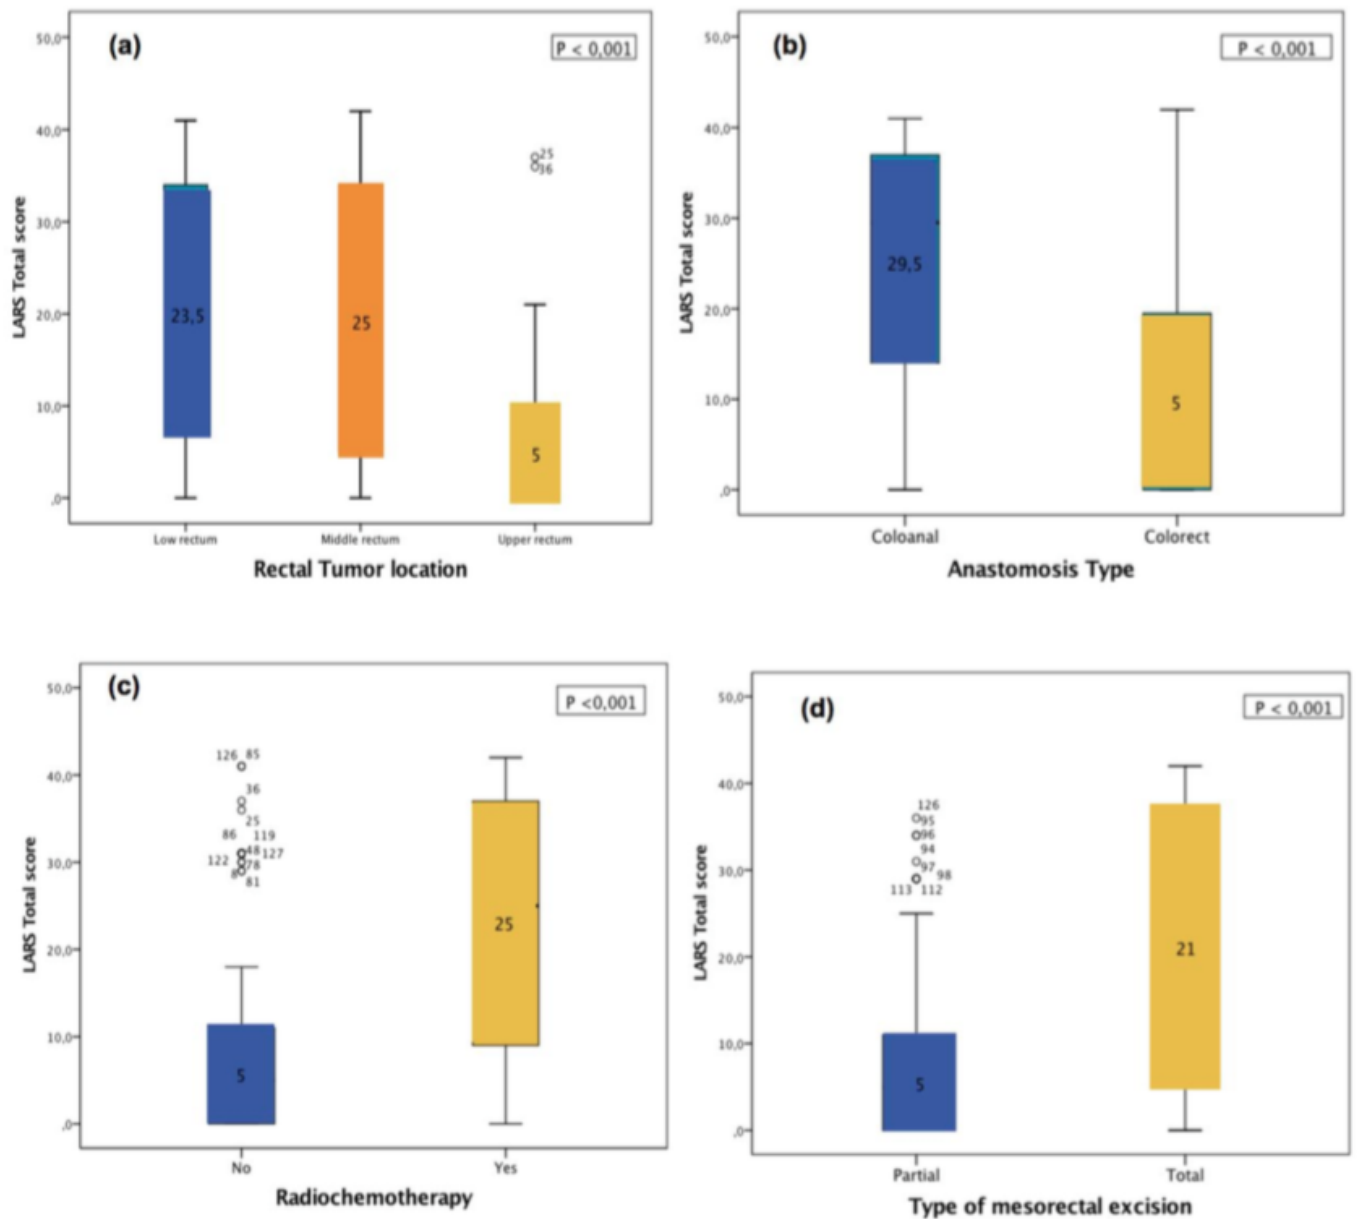 (a)
P < 0,001
50,0
40,0
30,0
20,0
10,0
,0
LARS Total score
23,5
25
5
25
36
Low rectum
Middle rectum
Upper rectum
Rectal Tumor location
(b)
P < 0,001
50,0
40,0
30,0
20,0
10,0
,0
LARS Total score
29,5
5
Coloanal
Colorect
Anastomosis Type
(c)
P <0,001
50,0
40,0
30,0
20,0
10,0
,0
LARS Total score
126 85
36
25
86 119
48 127
122 78
8
81
5
25
No
Yes
Radiochemotherapy
(d)
P < 0,001
50,0
40,0
30,0
20,0
10,0
,0
LARS Total score
126
95
96
94
97 98
113 112
5
21
Partial
Total
Type of mesorectal excision